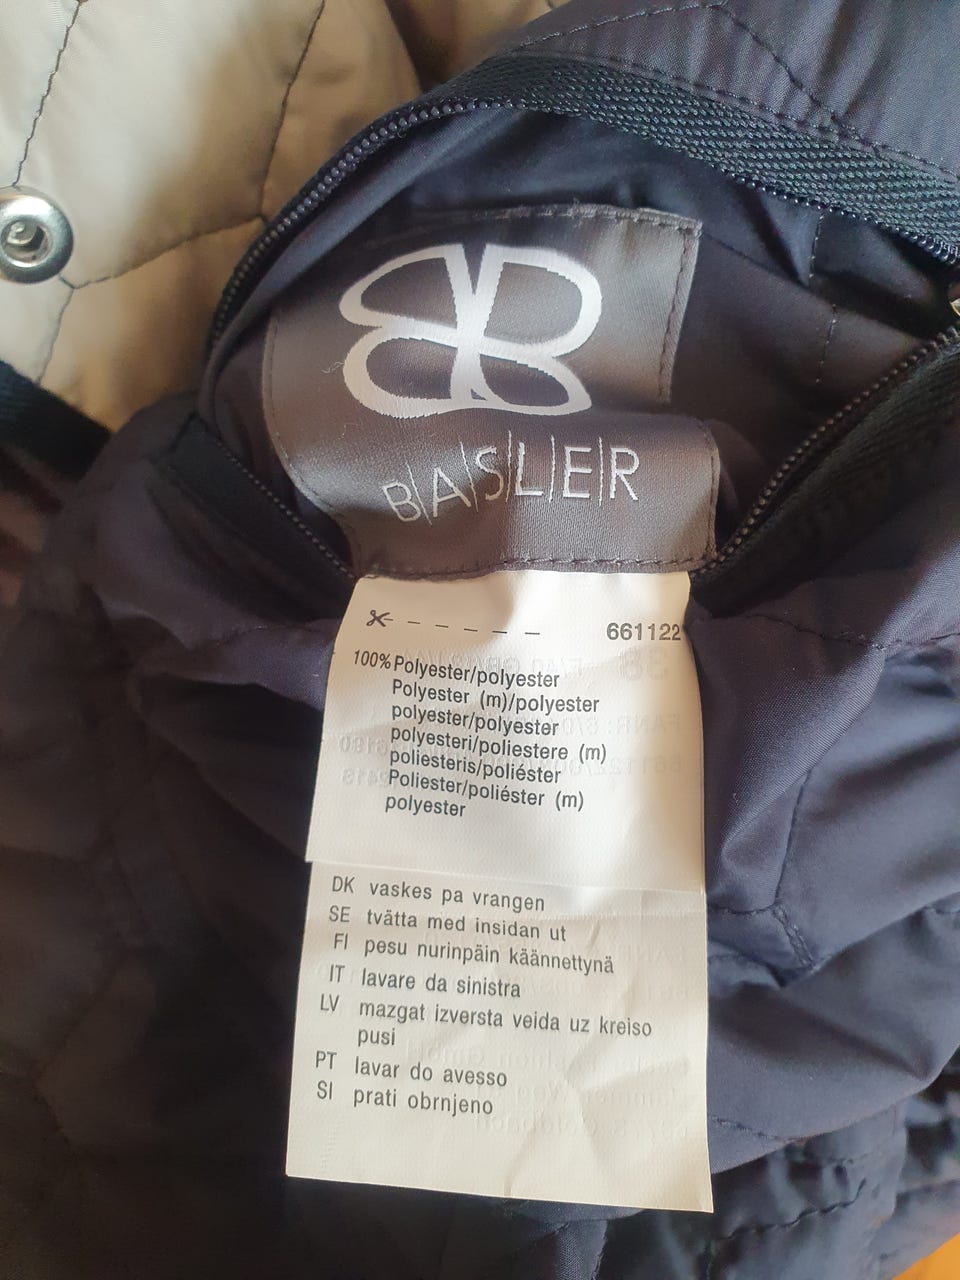 BB
B|A|S|L|E|R
661122
100% Polyester/polyester
Polyester (m)/polyester
polyester/polyester
polyesteri/poliestere (m)
poliesteris/poliéster
Poliester/poliéster (m)
polyester
DK vaskes pa vrangen
SE tvätta med insidan ut
FI pesu nurinpäin käännettynä
IT lavare da sinistra
LV mazgat izversta veida uz kreiso
pusi
PT lavar do avesso
SI prati obrnjeno